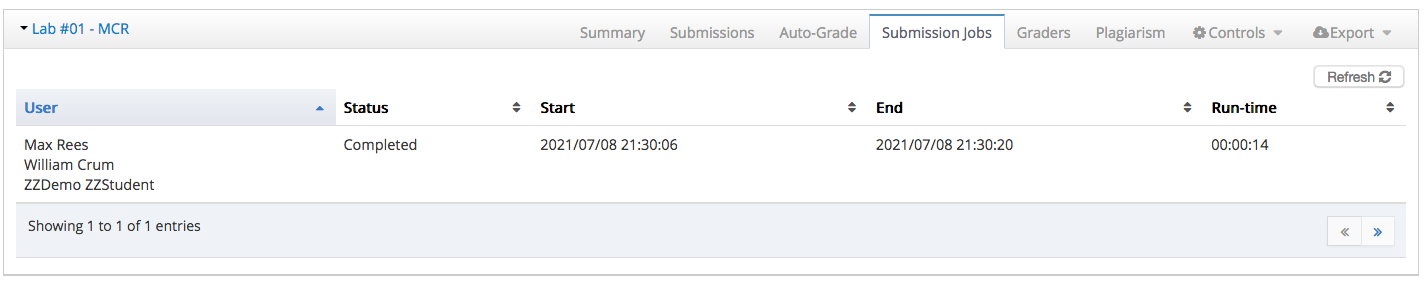 Lab #01 - MCR
Summary Submissions Auto-Grade Submission Jobs Graders Plagiarism Controls Export
Refresh
User Status Start End Run-time
Max Rees Completed 2021/07/08 21:30:06 2021/07/08 21:30:20 00:00:14
William Crum
ZZDemo ZZStudent
Showing 1 to 1 of 1 entries
« »